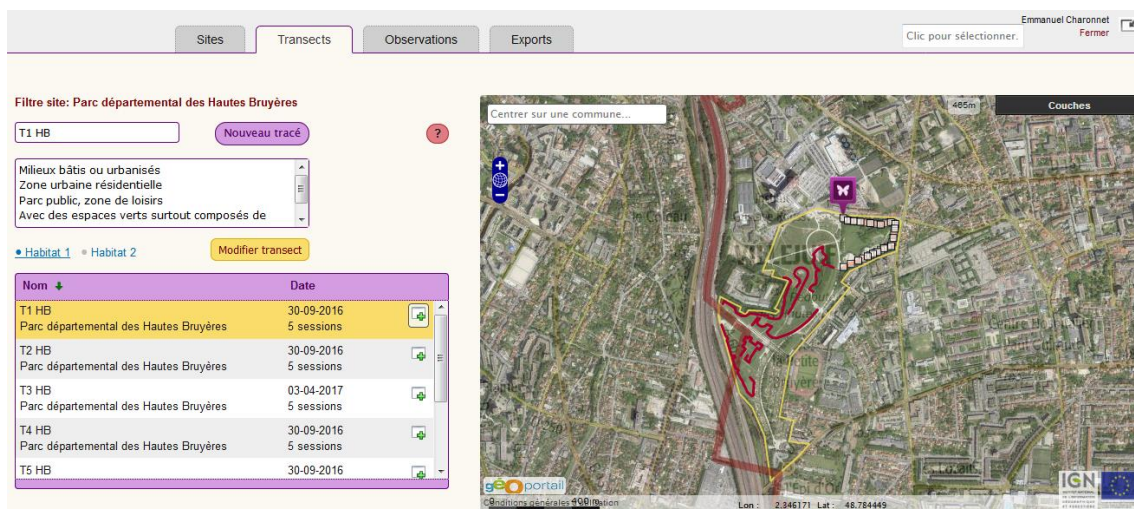 Emmanuel Charonnet
Fermer
Sites
Transects
Observations
Exports
Clic pour sélectionner.
Filtre site: Parc départemental des Hautes Bruyères
T1 HB
Nouveau tracé
?
Milieux bâtis ou urbanisés
Zone urbaine résidentielle
Parc public, zone de loisirs
Avec des espaces verts surtout composés de
Habitat 1
Habitat 2
Modifier transect
Nom
Date
T1 HB
30-09-2016
Parc départemental des Hautes Bruyères
5 sessions
T2 HB
30-09-2016
Parc départemental des Hautes Bruyères
5 sessions
T3 HB
03-04-2017
Parc départemental des Hautes Bruyères
5 sessions
T4 HB
30-09-2016
Parc départemental des Hautes Bruyères
5 sessions
T5 HB
30-09-2016
Centrer sur une commune...
465m
Couches
géoportail
0
400 m
Conditions générales
Lon : 2.346171 Lat : 48.784449
IGN